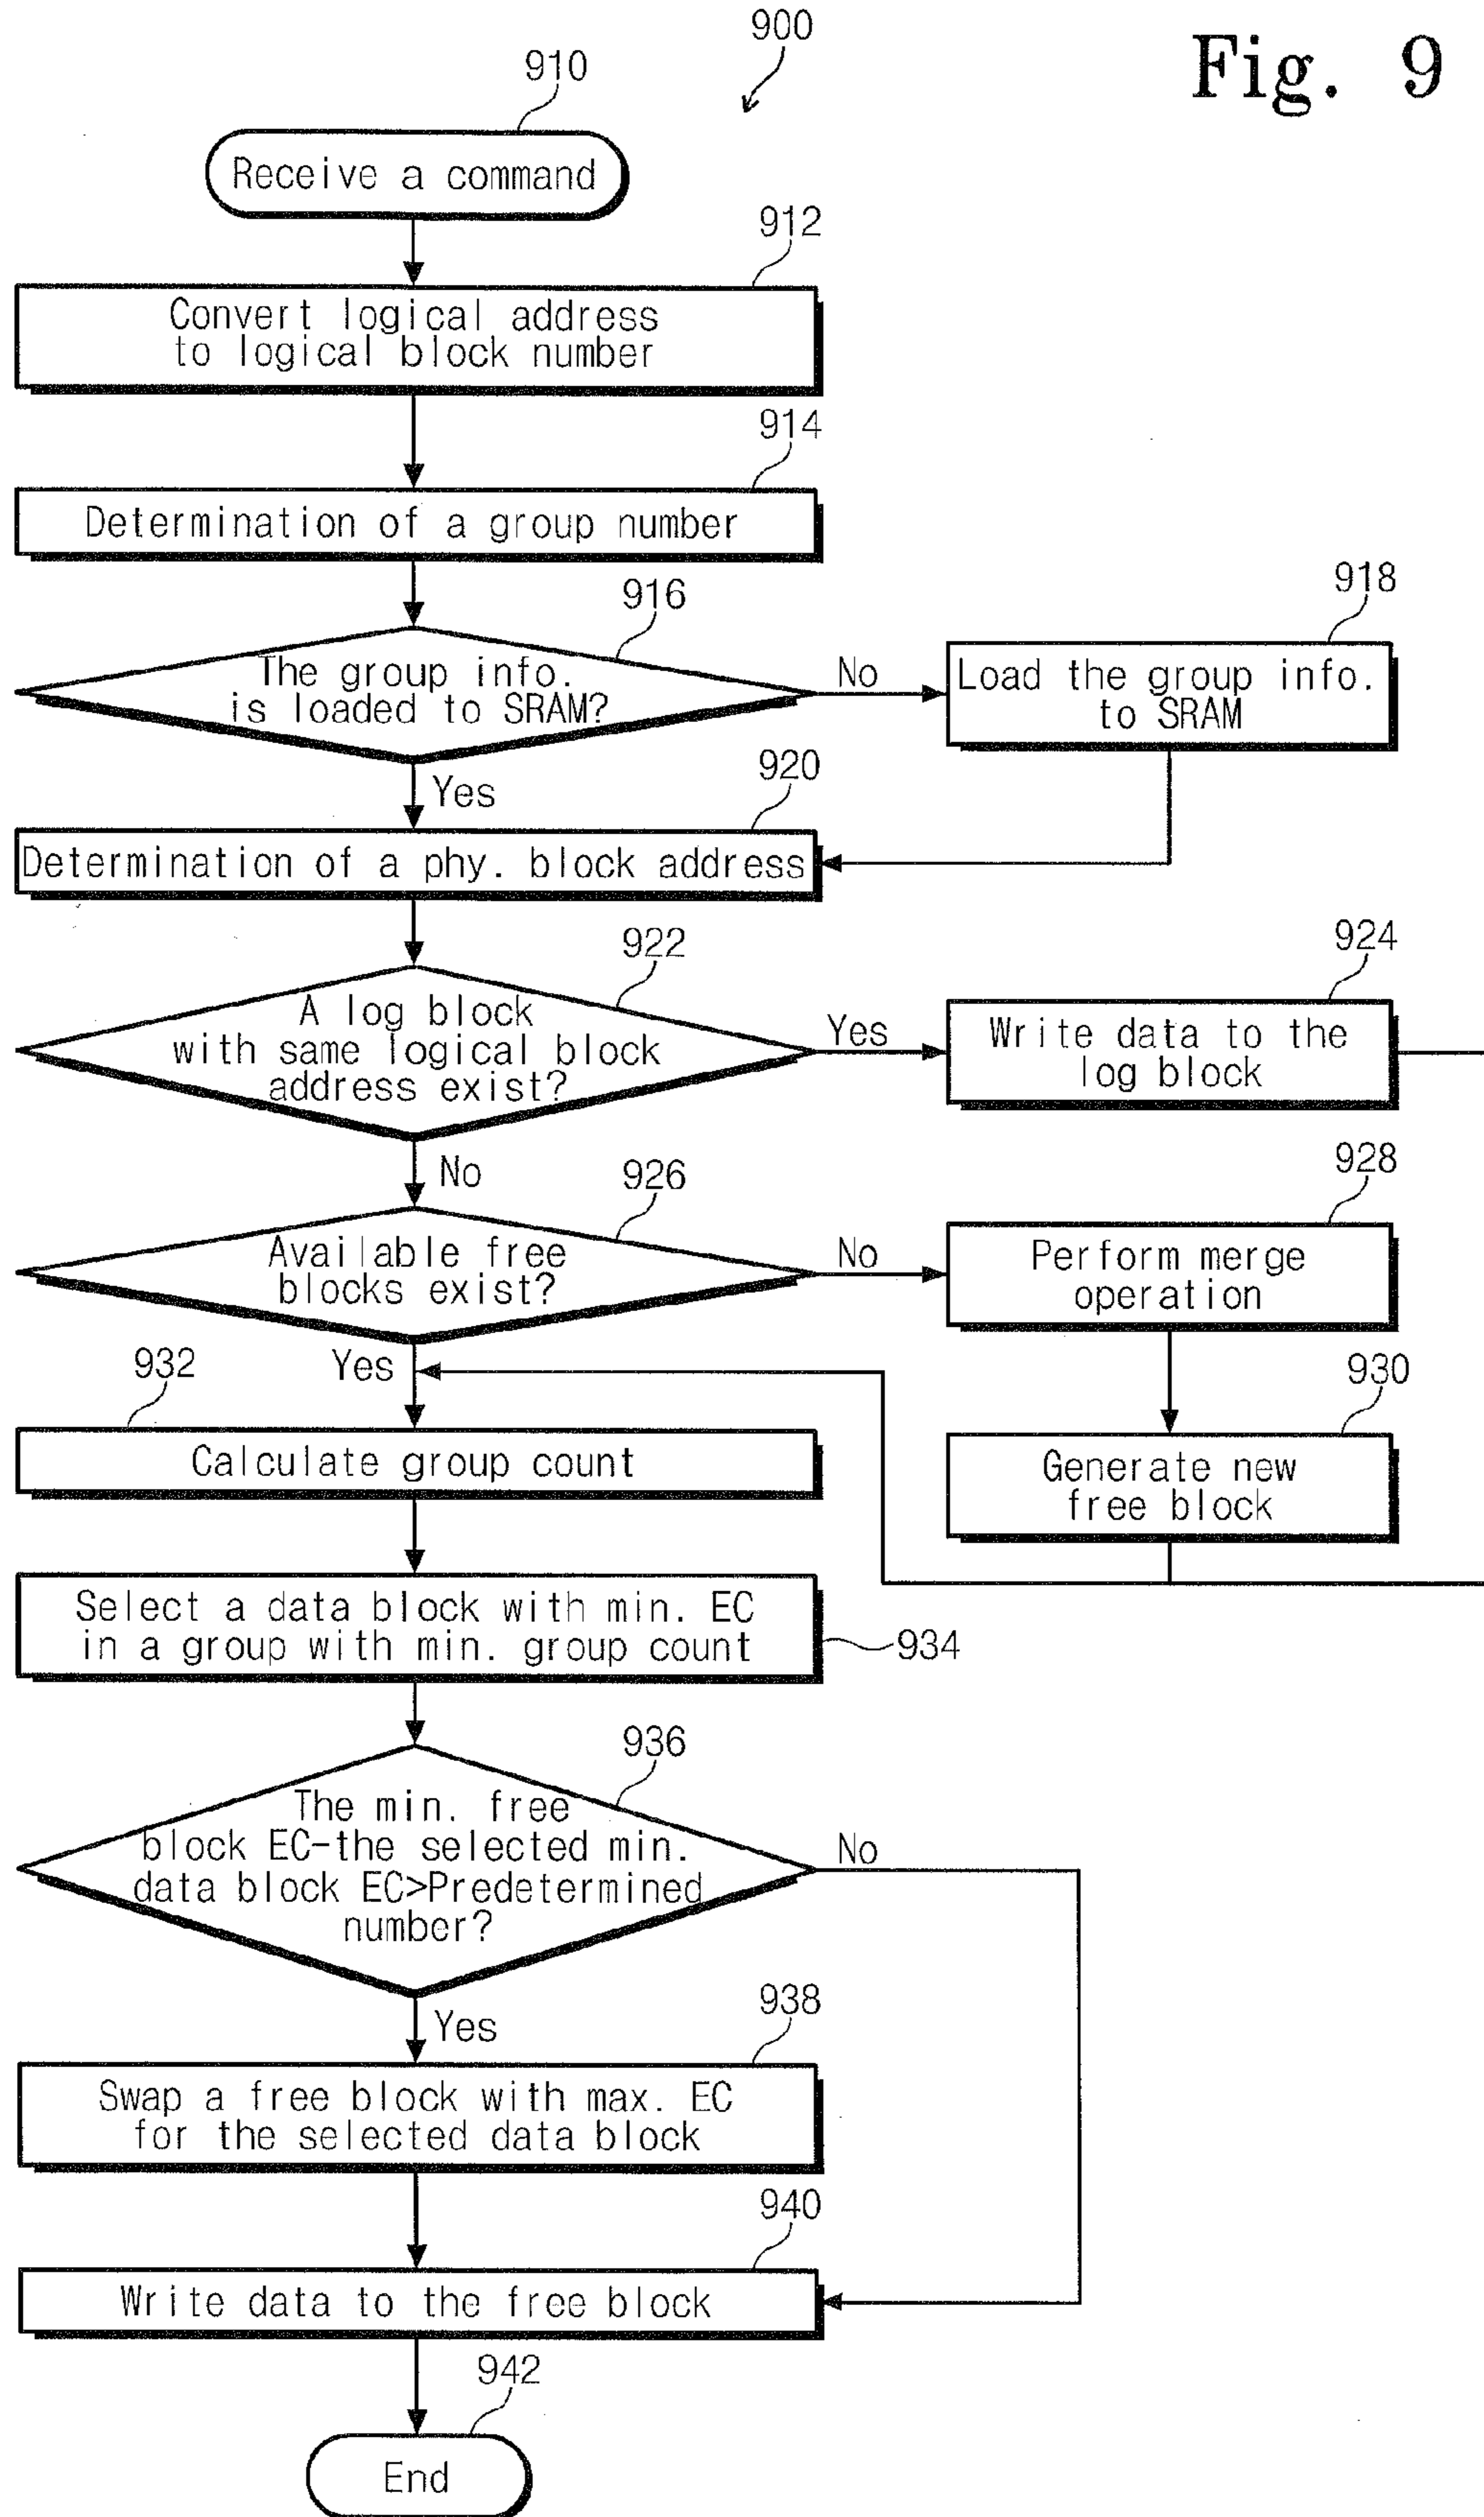 900
Fig. 9
910
Receive a command
912
Convert logical address
to logical block number
914
Determination of a group number
916
The group info.
is loaded to SRAM?
No
918
Load the group info.
to SRAM
Yes
920
Determination of a phy. block address
922
A log block
with same logical block
address exist?
Yes
924
Write data to the
log block
No
926
Available free
blocks exist?
No
928
Perform merge
operation
930
Generate new
free block
Yes
932
Calculate group count
Select a data block with min. EC
in a group with min. group count
934
936
The min. free
block EC-the selected min.
data block EC>Predetermined
number?
No
Yes
938
Swap a free block with max. EC
for the selected data block
940
Write data to the free block
942
End